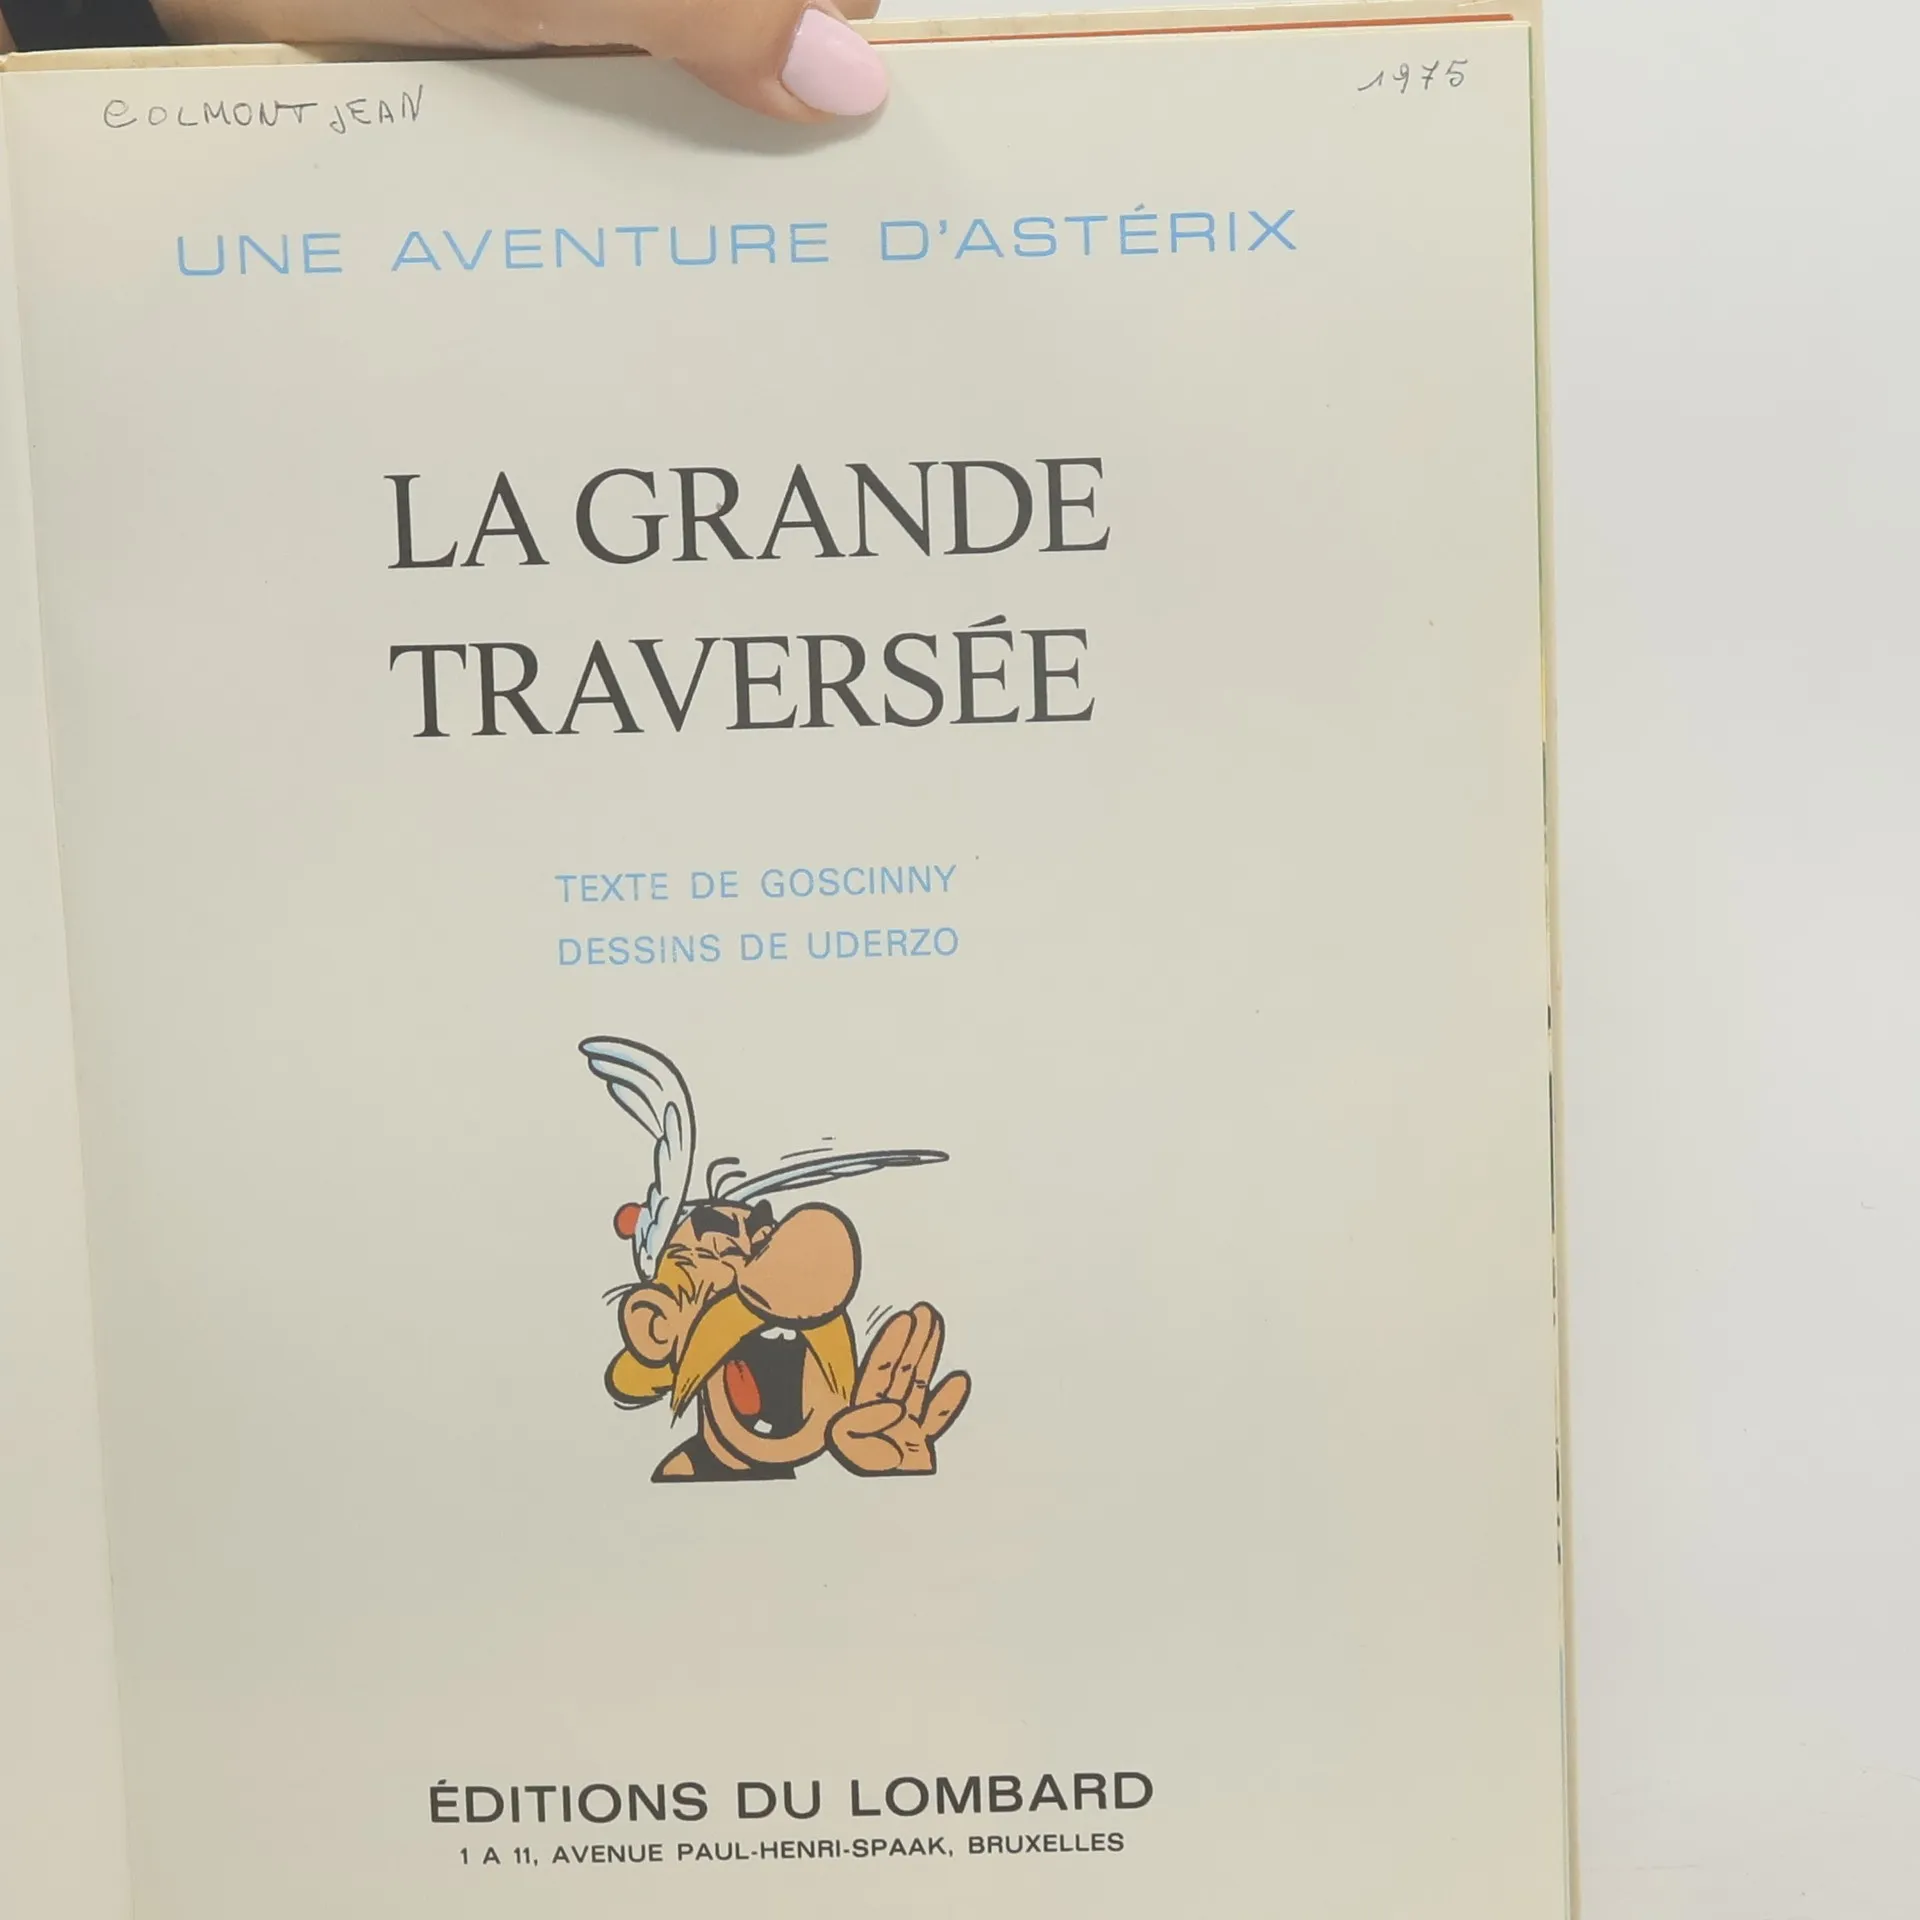 COLMONT JEAN
1975
UNE AVENTURE D'ASTÉRIX
LA GRANDE
TRAVERSÉE
TEXTE DE GOSCINNY
DESSINS DE UDERZO
ÉDITIONS DU LOMBARD
1 A 11, AVENUE PAUL-HENRI-SPAAK, BRUXELLES